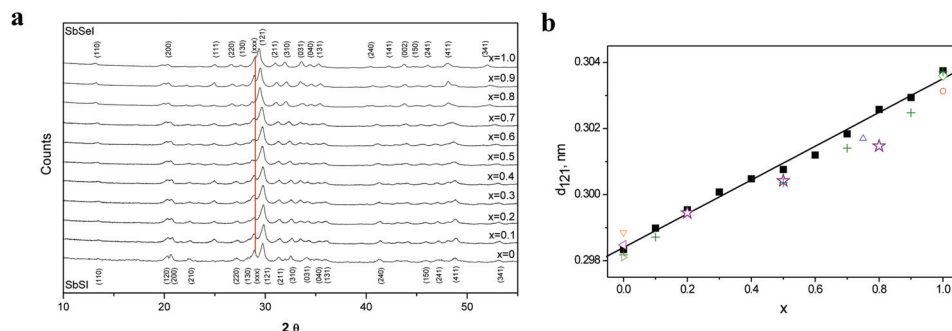 a
b
SbSeI
(110)
(200)
(111)
(220)
(130)
(xxx)
(121)
(211)
(310)
(031)
(040)
(131)
(240)
(142)
(002)
(150)
(241)
(411)
(341)
x=1.0
x=0.9
x=0.8
x=0.7
x=0.6
x=0.5
x=0.4
x=0.3
x=0.2
x=0.1
x=0
SbSI
(110)
(120)
(200)
(210)
(220)
(130)
(xxx)
(121)
(211)
(310)
(031)
(040)
(131)
(240)
(150)
(241)
(411)
(341)
Counts
10 20 30 40 50
2 θ
0.304
0.302
0.300
0.298
d121, nm
0.0 0.2 0.4 0.6 0.8 1.0
x